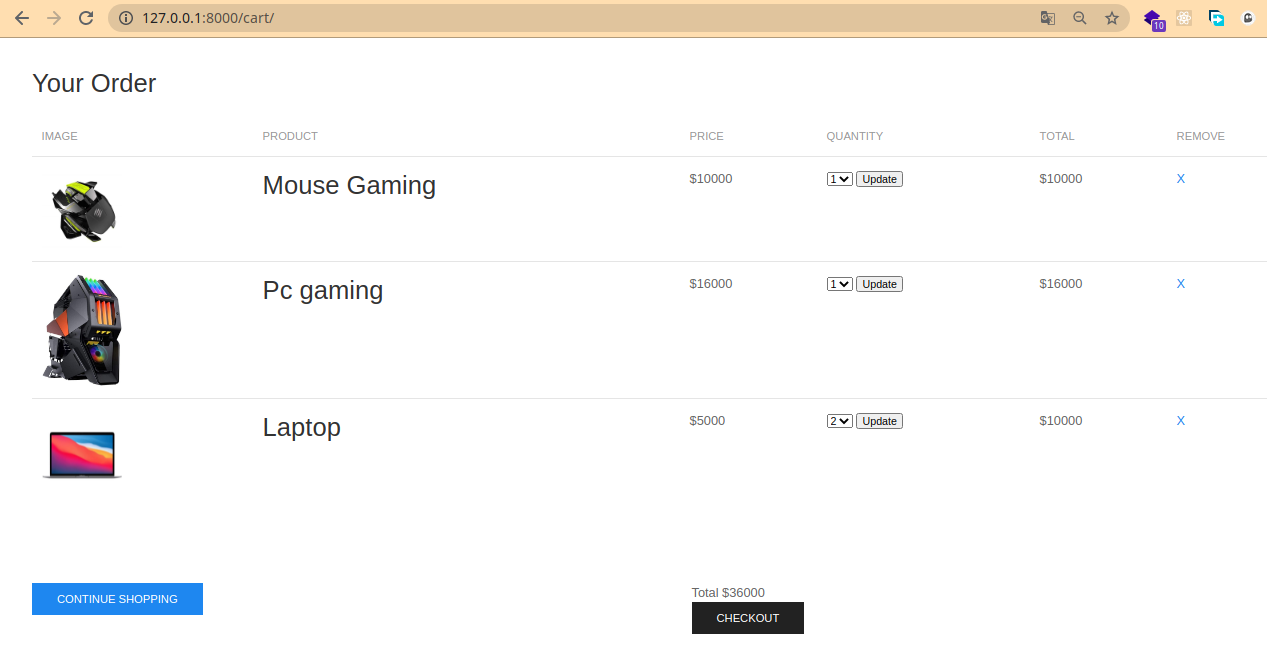 127.0.0.1:8000/cart/
10
Your Order
IMAGE PRODUCT PRICE QUANTITY TOTAL REMOVE
Mouse Gaming $10000 1 Update $10000 X
Pc gaming $16000 1 Update $16000 X
Laptop $5000 2 Update $10000 X
Total $36000
CONTINUE SHOPPING CHECKOUT